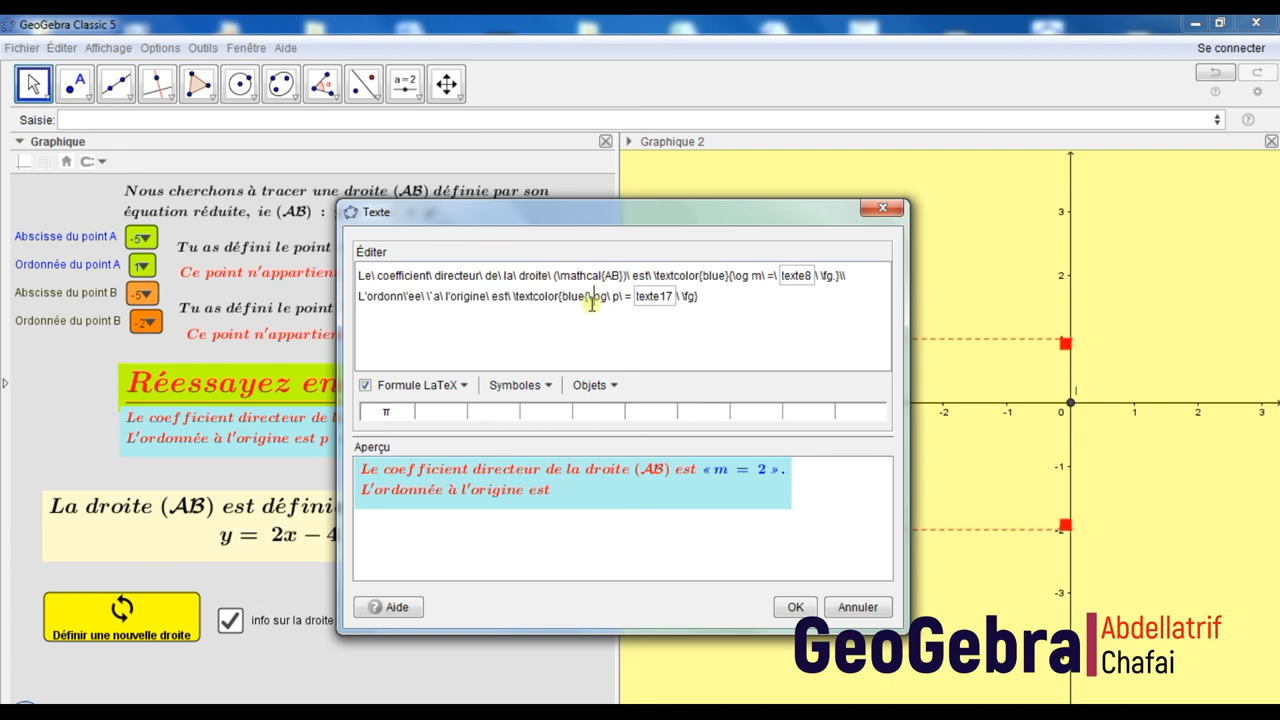 GeoGebra Classic 5
Fichier Éditer Affichage Options Outils Fenêtre Aide
Se connecter
A
α
a = 2
Saisie:
Graphique
Graphique 2
Nous cherchons à tracer une droite (AB) définie par son
équation réduite, ie (AB) :
Abscisse du point A
-5
Tu as défini le point
Ordonnée du point A
1
Ce point n'appartien
Abscisse du point B
-5
Tu as défini le point
Ordonnée du point B
-2
Ce point n'appartien
Réessayez en
Le coefficient directeur de l
L'ordonnée à l'origine est p
La droite (AB) est défini
y = 2x − 4
Définir une nouvelle droite
info sur la droite
Texte
Éditer
Le\ coefficient\ directeur\ de\ la\ droite\ (\mathcal{AB})\ est\ \textcolor{blue}{\og m\ =\ texte8 \ \fg.}\\
L'ordonn\'ee\ \`a\ l'origine\ est\ \textcolor{blue{\og\ p\ = texte17 \ \fg}
Formule LaTeX
Symboles
Objets
π
Aperçu
Le coefficient directeur de la droite (AB) est « m = 2 ».
L'ordonnée à l'origine est
Aide
OK
Annuler
3
2
-2 -1 0 1 2 3
-1
-2
-3
GeoGebra
Abdellatrif
Chafai